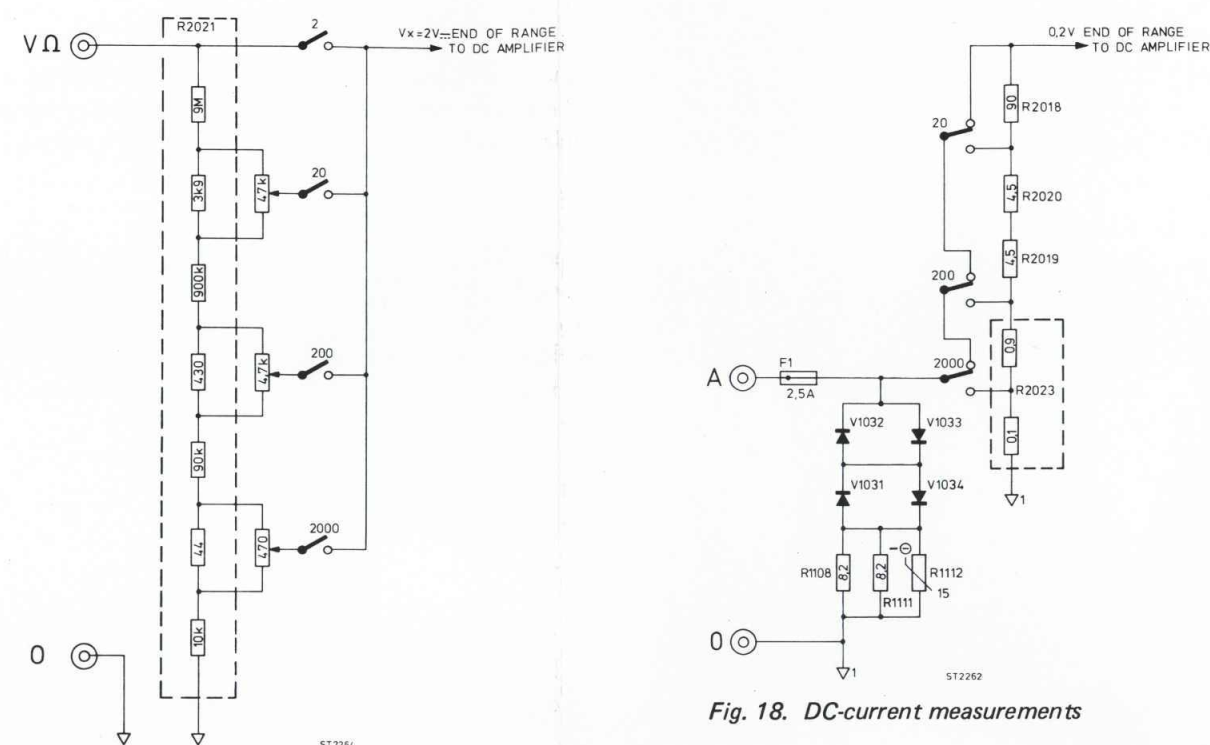 R2021
VΩ
2
Vx=2V⎓END OF RANGE
TO DC AMPLIFIER
9M
3k9
47k
20
900k
430
4,7k
200
90k
44
470
2000
10k
0
0,2V END OF RANGE
TO DC AMPLIFIER
90
R2018
20
4,5
R2020
4,5
R2019
200
0,9
2000
R2023
0,1
1
A
F1
2,5A
V1032
V1033
V1031
V1034
R1108
8,2
8,2
R1111
R1112
15
0
1
ST2262
Fig. 18. DC-current measurements